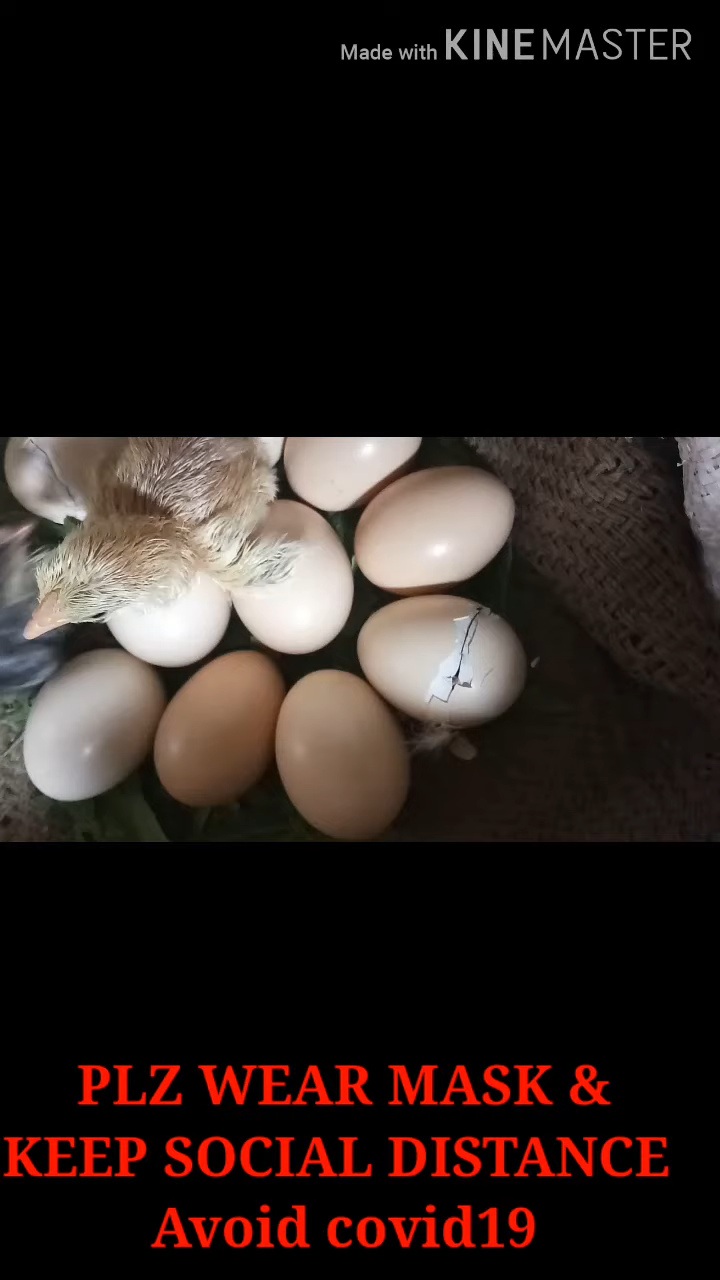 Made with KINEMASTER
PLZ WEAR MASK &
KEEP SOCIAL DISTANCE
Avoid covid19